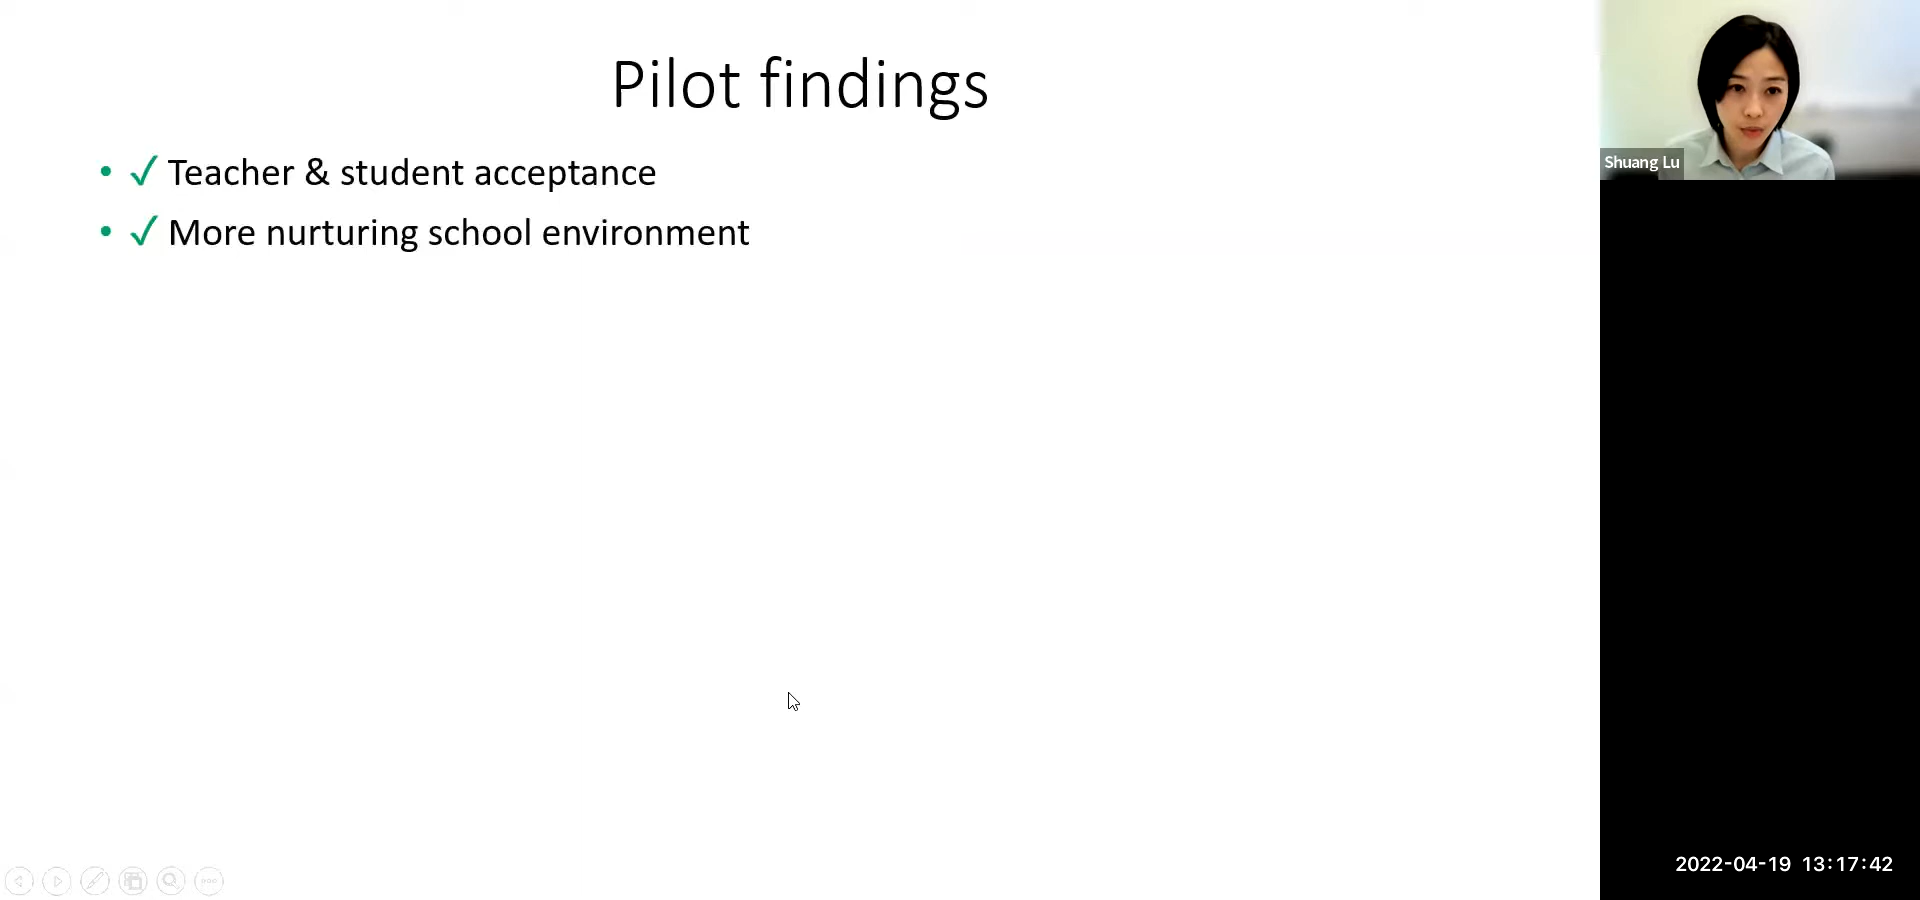 Pilot findings
• ✓ Teacher & student acceptance
• ✓ More nurturing school environment
Shuang Lu
2022-04-19 13:17:42